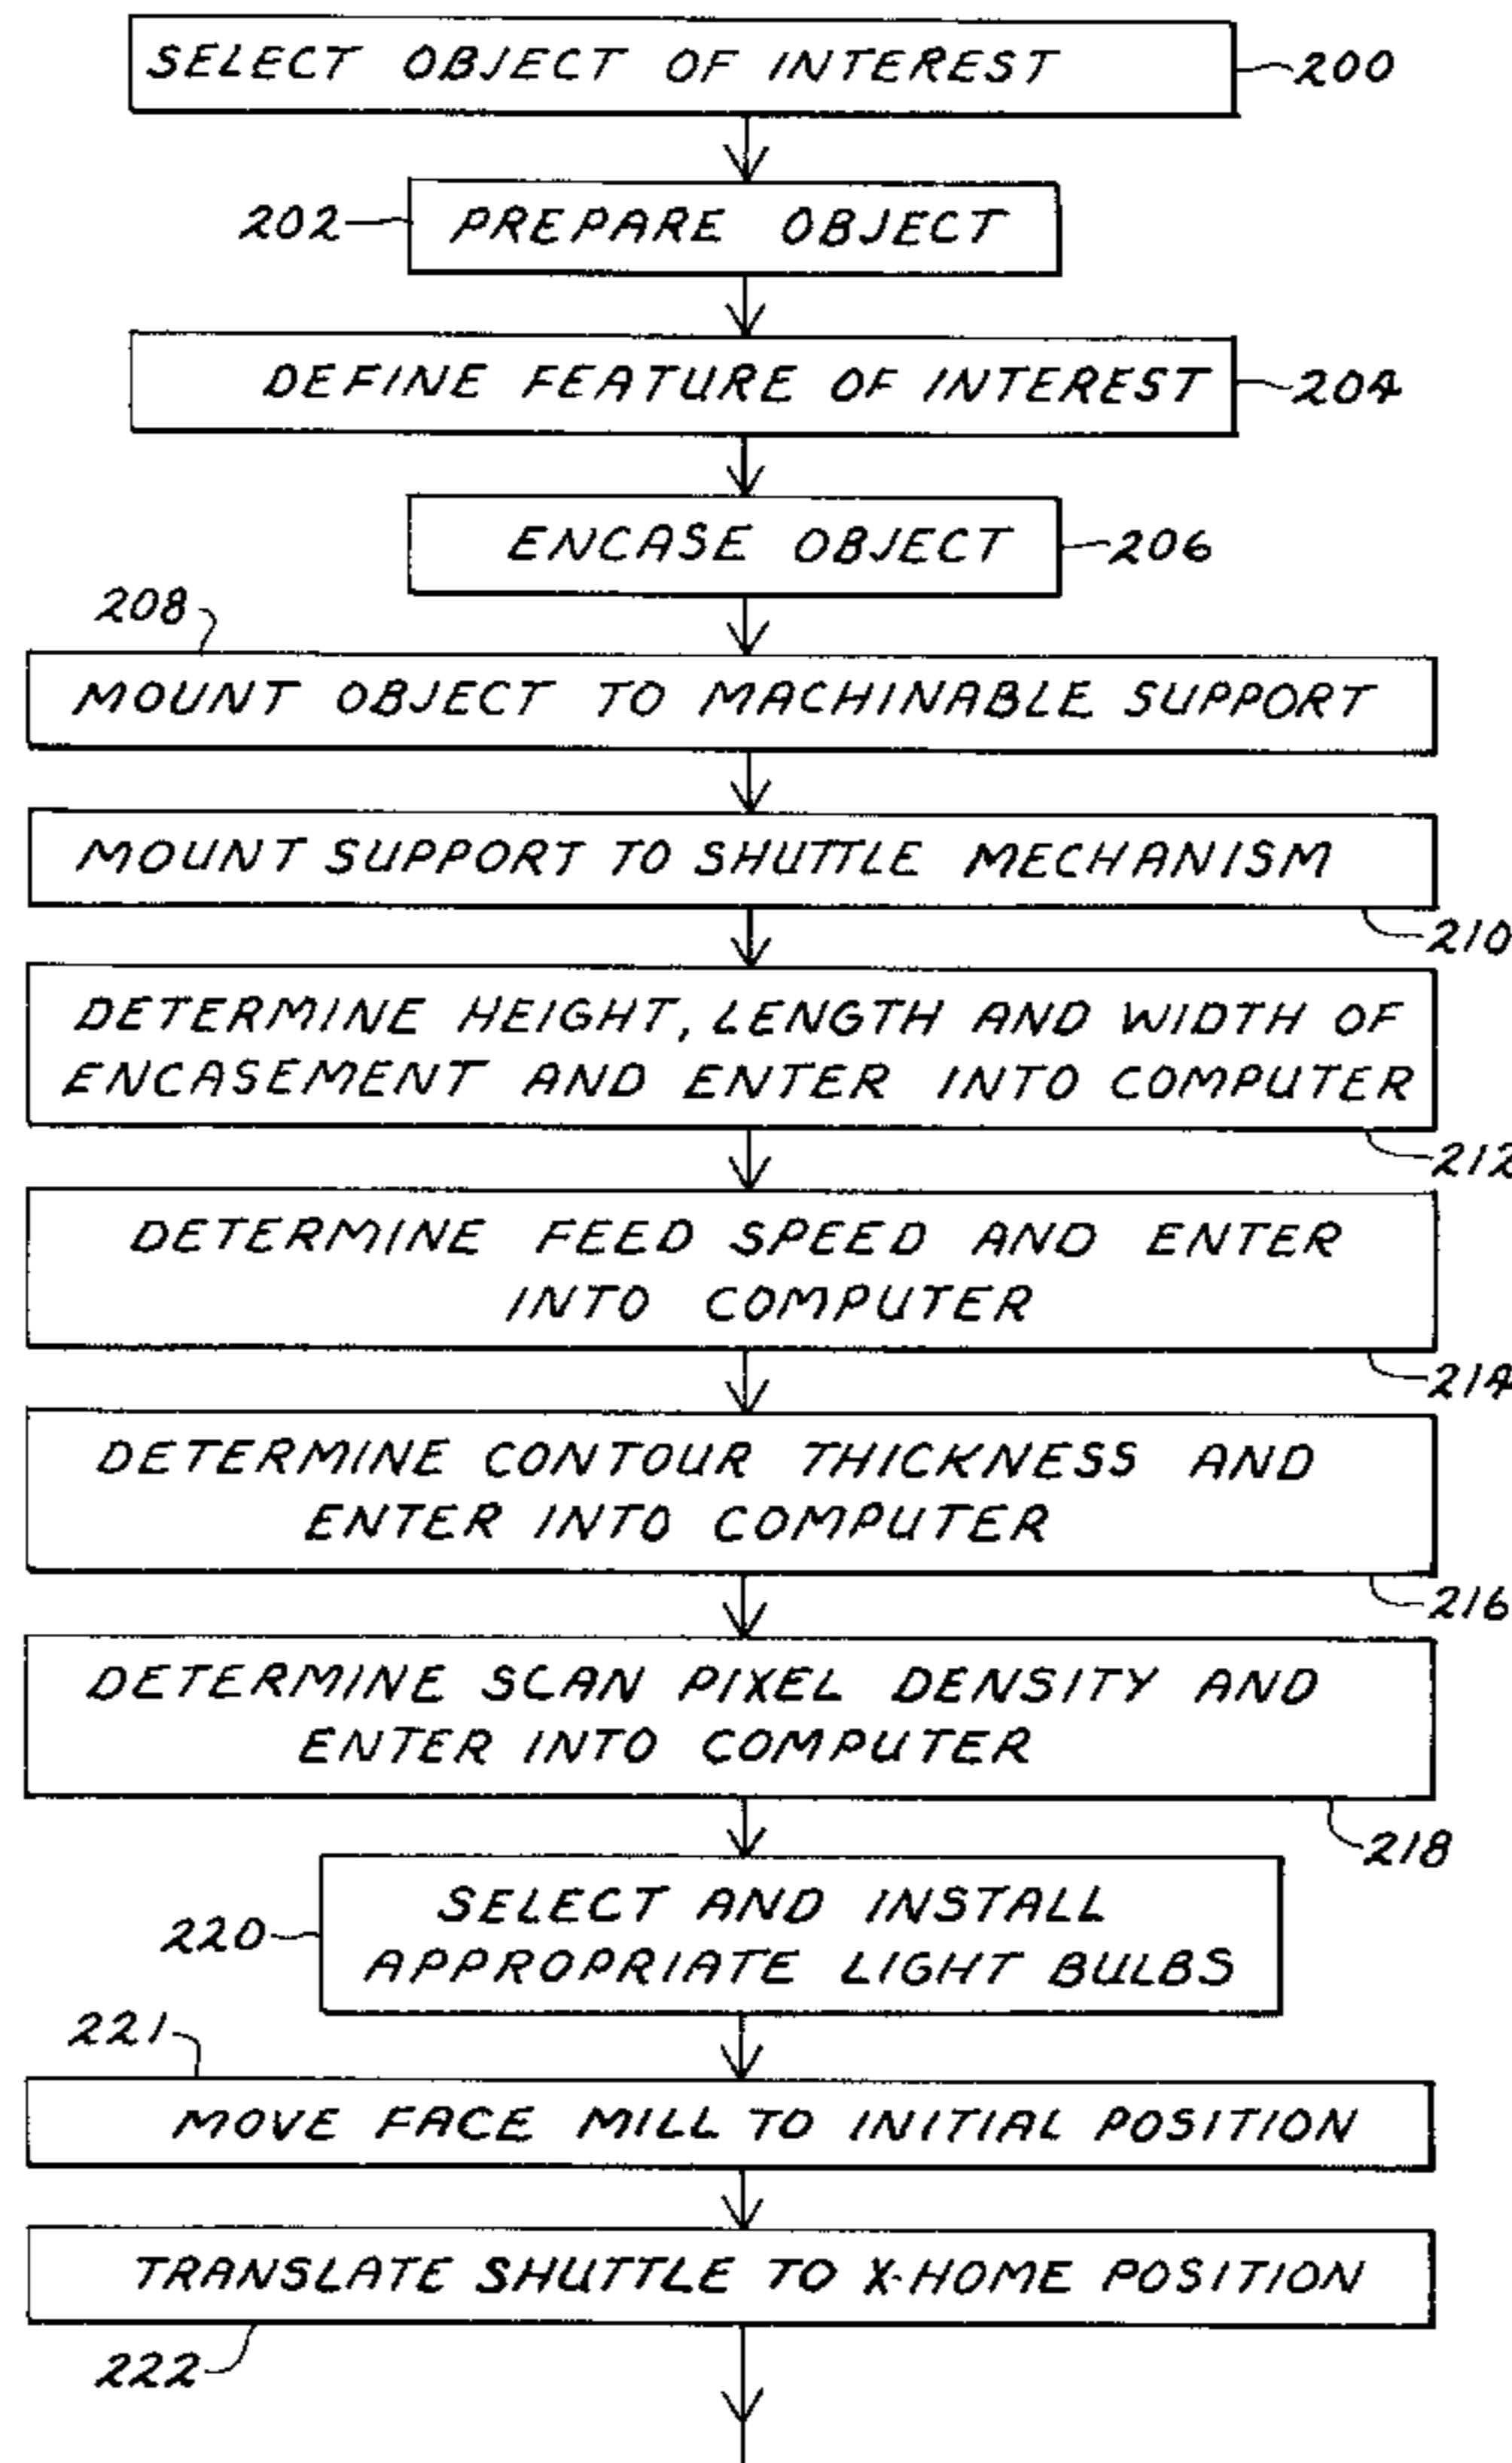 SELECT OBJECT OF INTEREST
200
202
PREPARE OBJECT
DEFINE FEATURE OF INTEREST
204
ENCASE OBJECT
206
208
MOUNT OBJECT TO MACHINABLE SUPPORT
MOUNT SUPPORT TO SHUTTLE MECHANISM
210
DETERMINE HEIGHT, LENGTH AND WIDTH OF
ENCASEMENT AND ENTER INTO COMPUTER
212
DETERMINE FEED SPEED AND ENTER
INTO COMPUTER
214
DETERMINE CONTOUR THICKNESS AND
ENTER INTO COMPUTER
216
DETERMINE SCAN PIXEL DENSITY AND
ENTER INTO COMPUTER
218
220
SELECT AND INSTALL
APPROPRIATE LIGHT BULBS
221
MOVE FACE MILL TO INITIAL POSITION
TRANSLATE SHUTTLE TO X-HOME POSITION
222